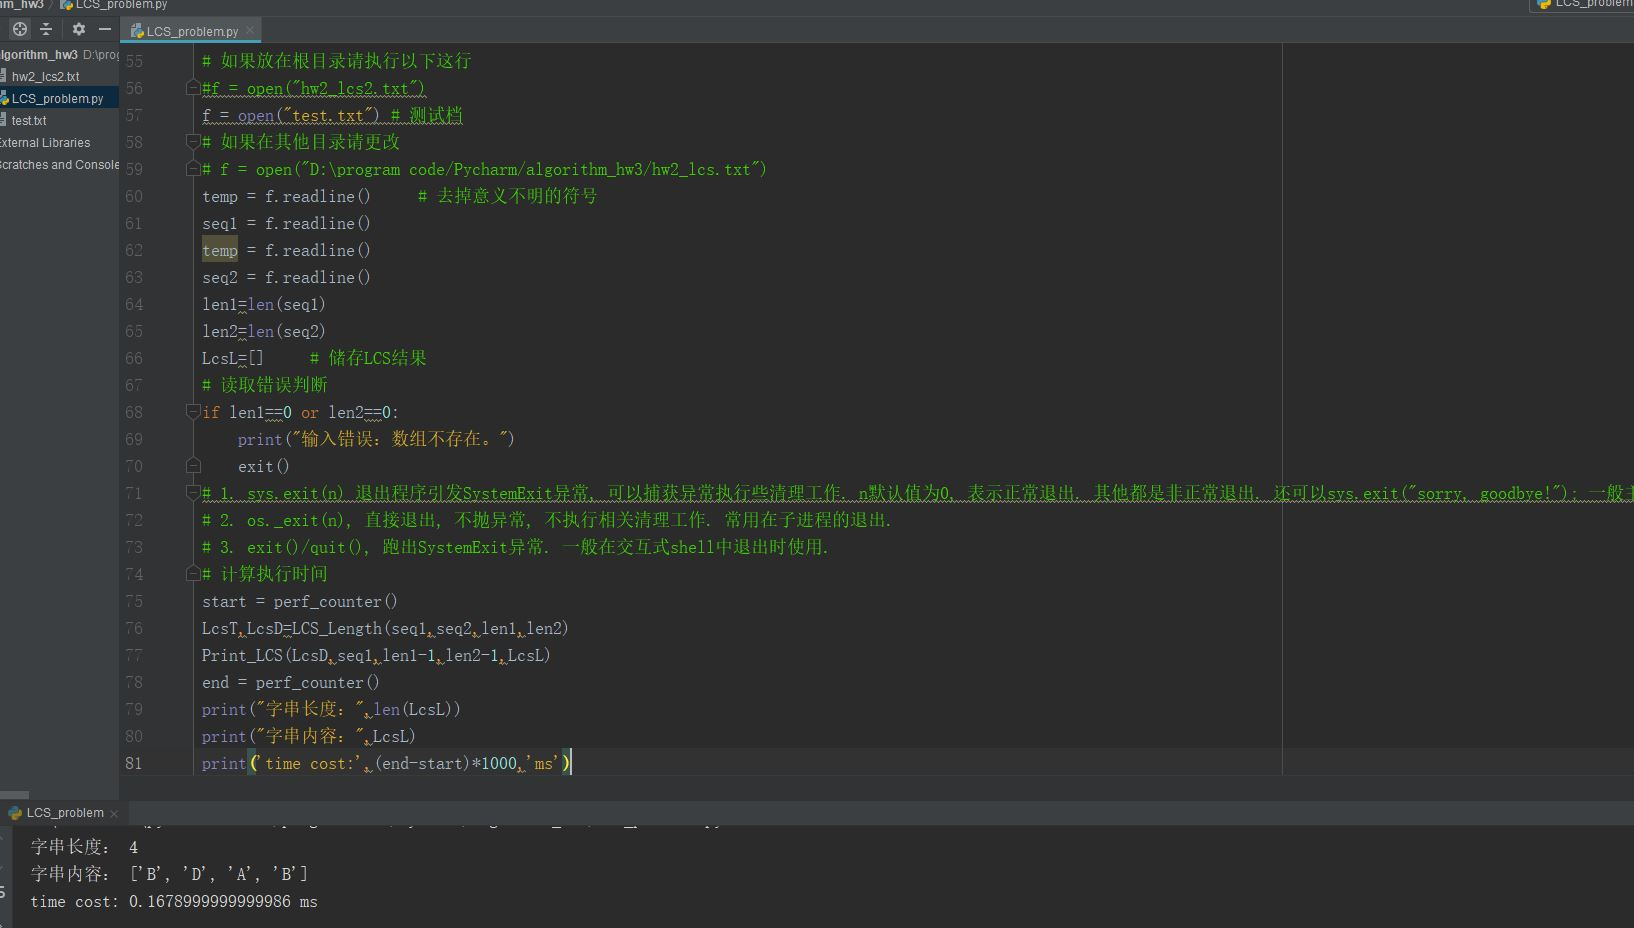 LCS_problem.py
LCS_problem
LCS_problem.py
hw2_lcs2.txt
LCS_problem.py
test.txt
External Libraries
Scratches and Console
55 # 如果放在根目录请执行以下这行
56 #f = open("hw2_lcs2.txt")
57 f = open("test.txt") # 测试档
58 # 如果在其他目录请更改
59 # f = open("D:\program code/Pycharm/algorithm_hw3/hw2_lcs.txt")
60 temp = f.readline() # 去掉意义不明的符号
61 seq1 = f.readline()
62 temp = f.readline()
63 seq2 = f.readline()
64 len1=len(seq1)
65 len2=len(seq2)
66 LcsL=[] # 储存LCS结果
67 # 读取错误判断
68 if len1==0 or len2==0:
69 print("输入错误：数组不存在。")
70 exit()
71 # 1. sys.exit(n) 退出程序引发SystemExit异常, 可以捕获异常执行些清理工作. n默认值为0, 表示正常退出. 其他都是非正常退出. 还可以sys.exit("sorry, goodbye!"); 一般主
72 # 2. os._exit(n), 直接退出, 不抛异常, 不执行相关清理工作. 常用在子进程的退出.
73 # 3. exit()/quit(), 跑出SystemExit异常. 一般在交互式shell中退出时使用.
74 # 计算执行时间
75 start = perf_counter()
76 LcsT,LcsD=LCS_Length(seq1,seq2,len1,len2)
77 Print_LCS(LcsD,seq1,len1-1,len2-1,LcsL)
78 end = perf_counter()
79 print("字串长度：",len(LcsL))
80 print("字串内容：",LcsL)
81 print('time cost:',(end-start)*1000,'ms')
LCS_problem
字串长度： 4
字串内容： ['B', 'D', 'A', 'B']
time cost: 0.1678999999999986 ms